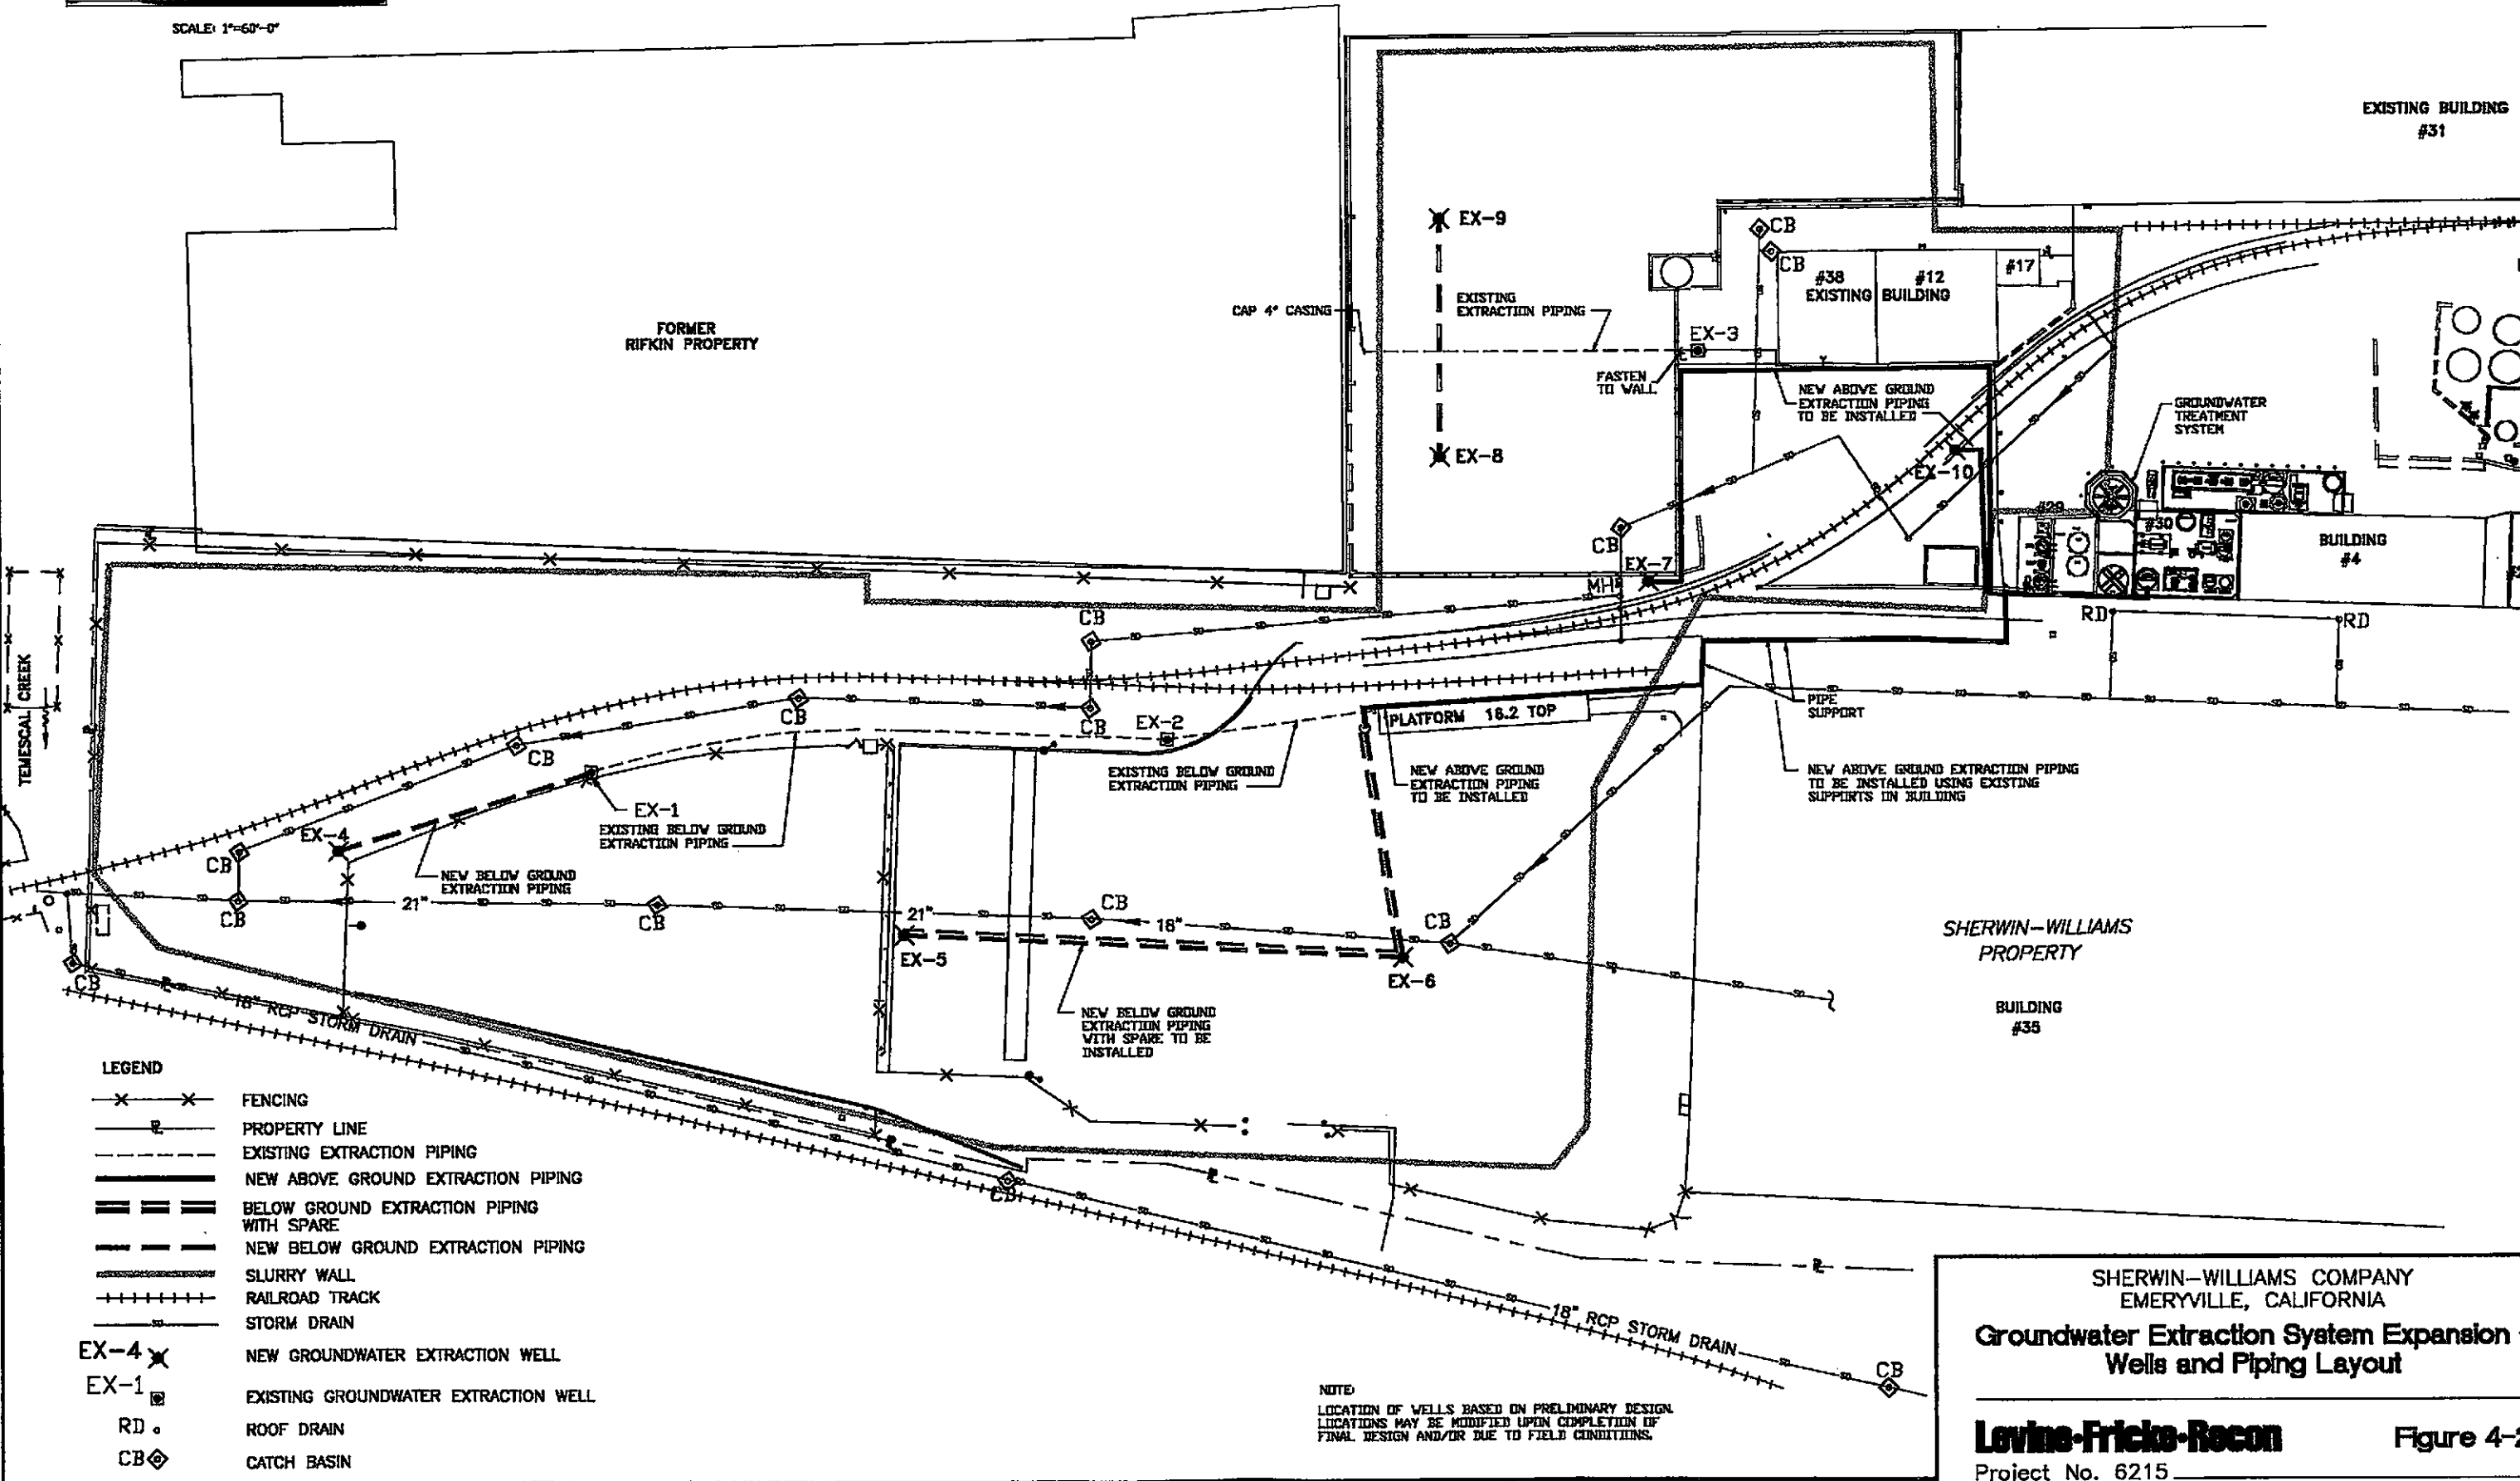 SCALE: 1"=60'-0"
EXISTING BUILDING
#31
EX-9
CB
CB
#38
#12
#17
EXISTING BUILDING
EXISTING
EXTRACTION PIPING
CAP 4" CASING
EX-3
FORMER
RIFKIN PROPERTY
FASTEN
TO WALL
NEW ABOVE GROUND
EXTRACTION PIPING
TO BE INSTALLED
GROUNDWATER
TREATMENT
SYSTEM
EX-8
EX-10
#29
#30
BUILDING
#4
CB
EX-7
MH
RD
RD
TEMESCAL CREEK
CB
CB
CB
EX-2
PLATFORM 16.2 TOP
PIPE
SUPPORT
CB
EXISTING BELOW GROUND
EXTRACTION PIPING
NEW ABOVE GROUND
EXTRACTION PIPING
TO BE INSTALLED
NEW ABOVE GROUND EXTRACTION PIPING
TO BE INSTALLED USING EXISTING
SUPPORTS ON BUILDING
EX-1
EXISTING BELOW GROUND
EXTRACTION PIPING
EX-4
CB
NEW BELOW GROUND
EXTRACTION PIPING
CB
21"
CB
21"
CB
18"
CB
EX-5
EX-6
SHERWIN-WILLIAMS
PROPERTY
BUILDING
#35
CB
18" RCP STORM DRAIN
NEW BELOW GROUND
EXTRACTION PIPING
WITH SPARE TO BE
INSTALLED
CB
18" RCP STORM DRAIN
CB
LEGEND
FENCING
PROPERTY LINE
EXISTING EXTRACTION PIPING
NEW ABOVE GROUND EXTRACTION PIPING
BELOW GROUND EXTRACTION PIPING
WITH SPARE
NEW BELOW GROUND EXTRACTION PIPING
SLURRY WALL
RAILROAD TRACK
STORM DRAIN
EX-4 NEW GROUNDWATER EXTRACTION WELL
EX-1 EXISTING GROUNDWATER EXTRACTION WELL
RD ROOF DRAIN
CB CATCH BASIN
NOTE:
LOCATION OF WELLS BASED ON PRELIMINARY DESIGN.
LOCATIONS MAY BE MODIFIED UPON COMPLETION OF
FINAL DESIGN AND/OR DUE TO FIELD CONDITIONS.
SHERWIN-WILLIAMS COMPANY
EMERYVILLE, CALIFORNIA
Groundwater Extraction System Expansion
Wells and Piping Layout
Levine·Fricke·Recon
Figure 4-2
Project No. 6215